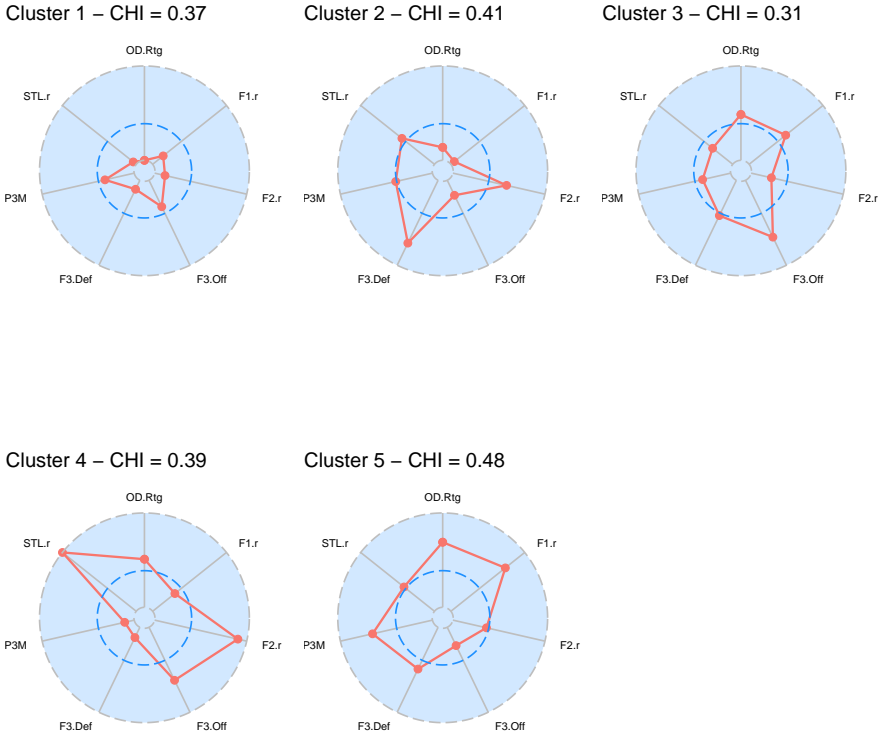 Cluster 1 – CHI = 0.37
OD.Rtg
F1.r
F2.r
F3.Off
F3.Def
P3M
STL.r
Cluster 2 – CHI = 0.41
OD.Rtg
F1.r
F2.r
F3.Off
F3.Def
P3M
STL.r
Cluster 3 – CHI = 0.31
OD.Rtg
F1.r
F2.r
F3.Off
F3.Def
P3M
STL.r
Cluster 4 – CHI = 0.39
OD.Rtg
F1.r
F2.r
F3.Off
F3.Def
P3M
STL.r
Cluster 5 – CHI = 0.48
OD.Rtg
F1.r
F2.r
F3.Off
F3.Def
P3M
STL.r